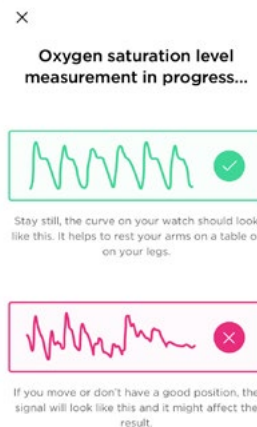 Oxygen saturation level
measurement in progress...
Stay still, the curve on your watch should look
like this. It helps to rest your arms on a table o
on your legs.
If you move or don't have a good position, the
signal will look like this and it might affect the
result.